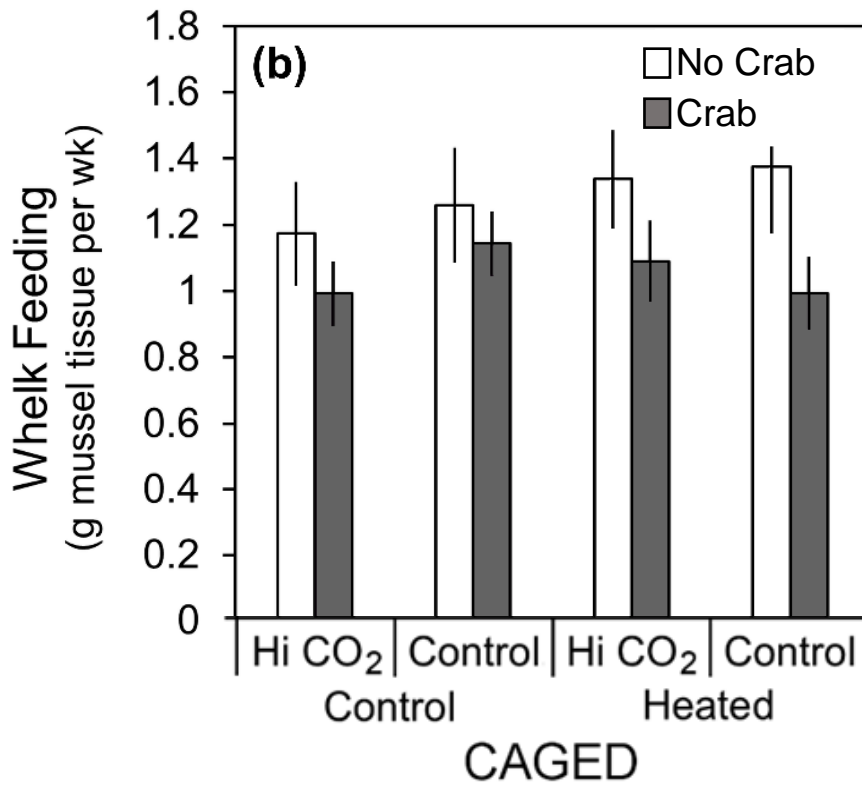 (b)
No Crab
Crab
Whelk Feeding
(g mussel tissue per wk)
1.8
1.6
1.4
1.2
1
0.8
0.6
0.4
0.2
0
Hi CO₂ Control Hi CO₂ Control
Control Heated
CAGED